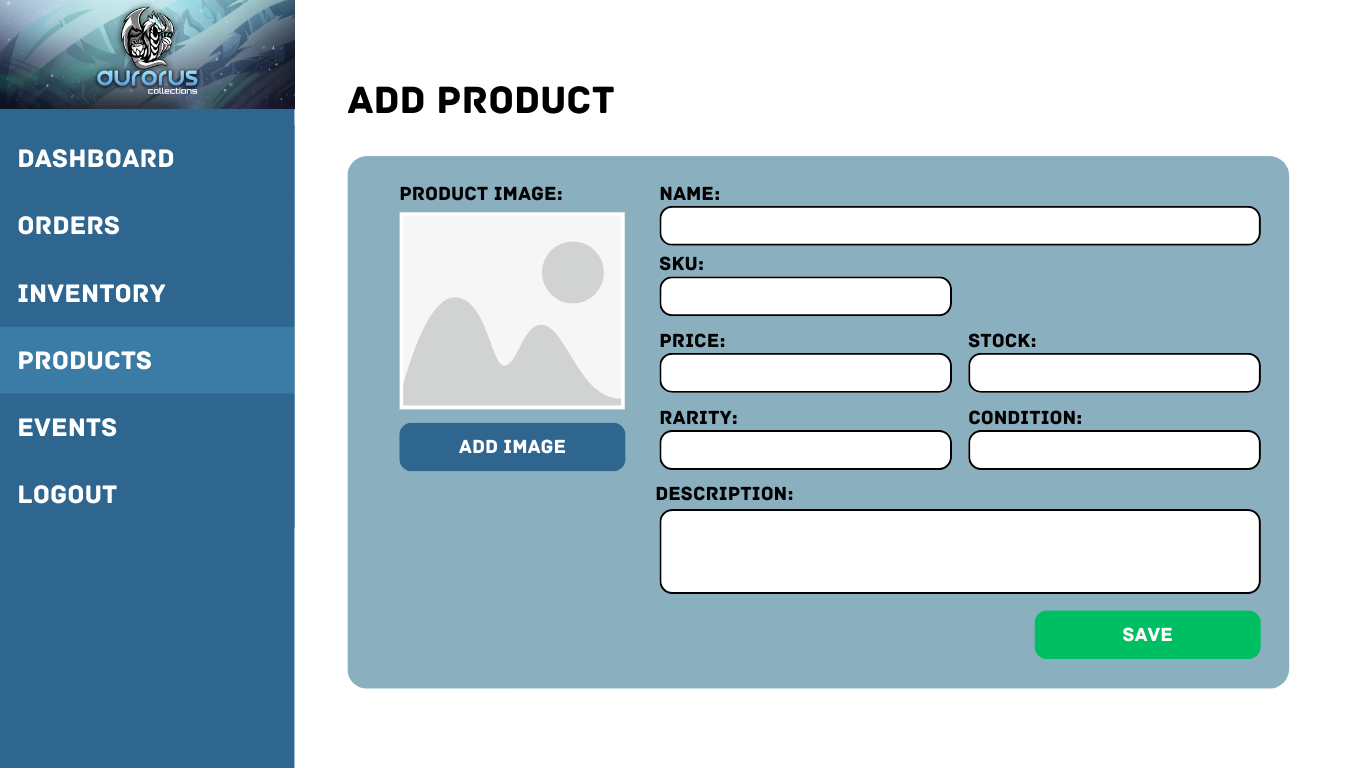 aurorus
collections
DASHBOARD
ORDERS
INVENTORY
PRODUCTS
EVENTS
LOGOUT
ADD PRODUCT
PRODUCT IMAGE:
ADD IMAGE
NAME:
SKU:
PRICE:
STOCK:
RARITY:
CONDITION:
DESCRIPTION:
SAVE